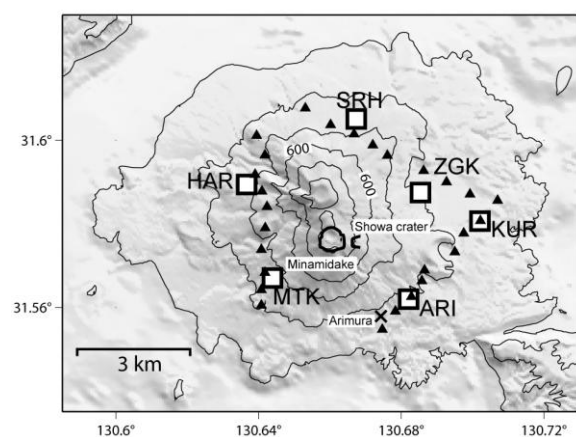 SRH
31.6°
600
ZGK
HAR
600
Showa crater
KUR
Minamidake
MTK
ARI
31.56°
Arimura
3 km
130.6° 130.64° 130.68° 130.72°